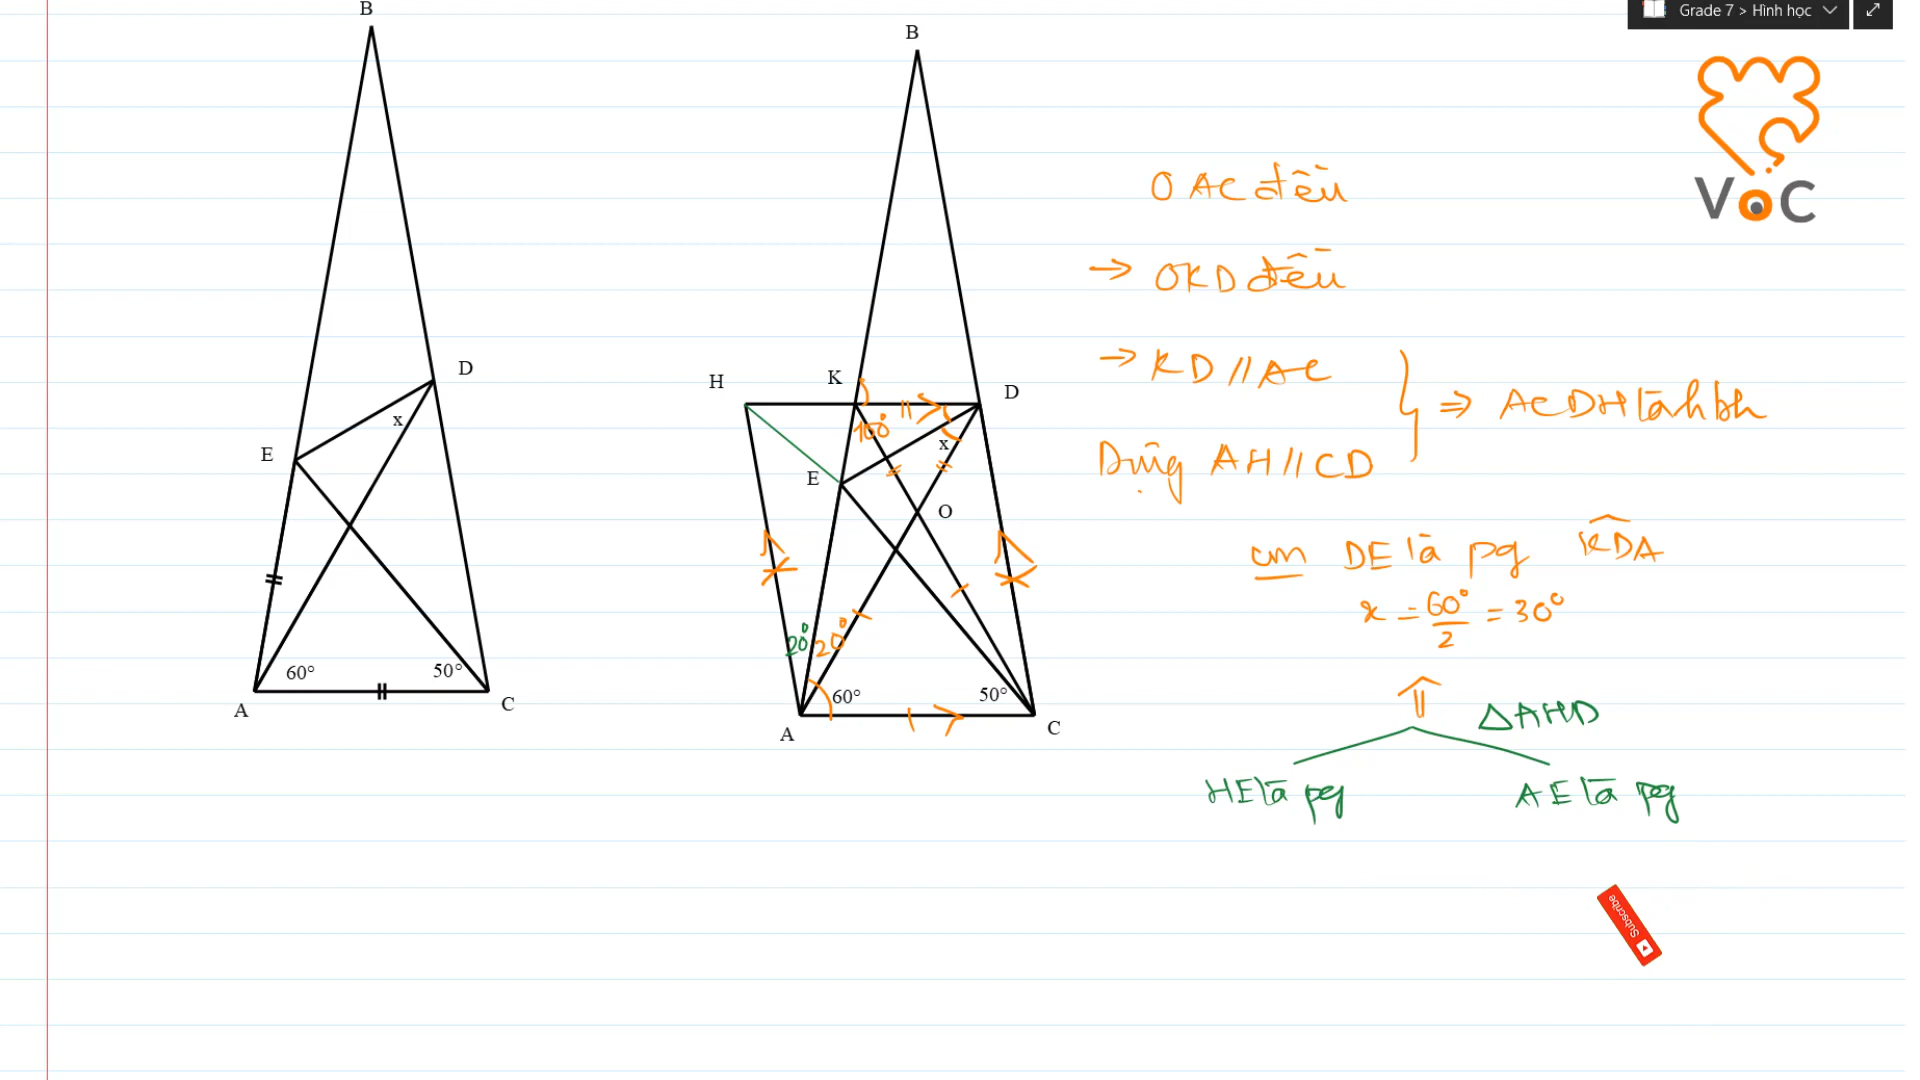 Grade 7 > Hình học
B
D
x
E
60°
50°
A
C
B
H
K
D
100°
x
E
O
20°
20°
60°
50°
A
C
OAC đều
→ OKD đều
→ KD // AC
Dựng AH // CD
⇒ ACDH là hbh
cm DE là pg KDA
x = 60°/2 = 30°
⇑
△AHD
HE là pg
AE là pg
VOC
Subscribe